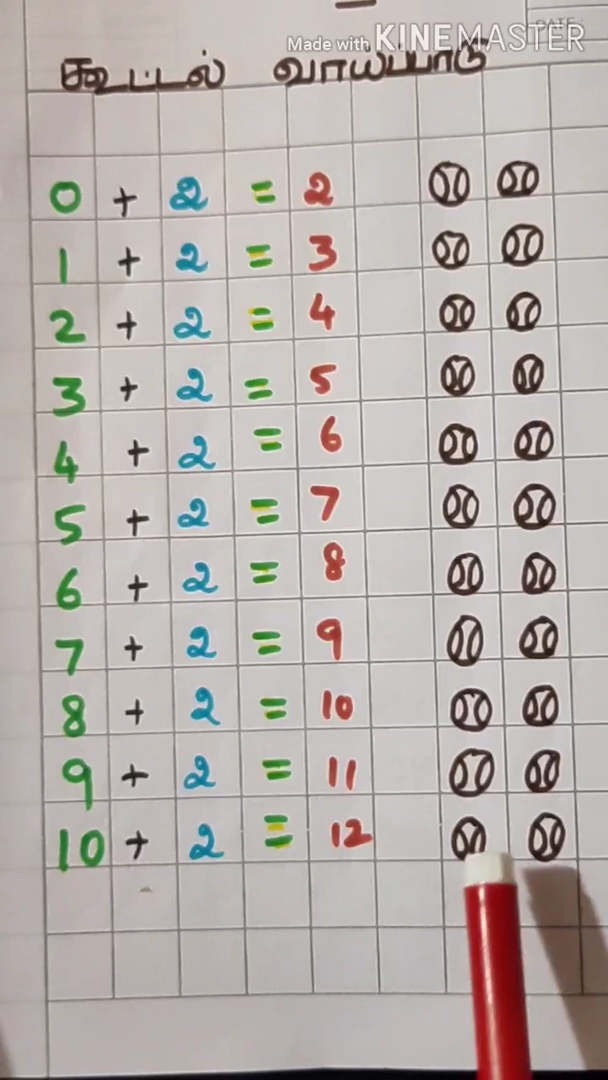 DATE :
Made with KINEMASTER
கூட்டல் வாய்ப்பாடு
0 + 2 = 2
1 + 2 = 3
2 + 2 = 4
3 + 2 = 5
4 + 2 = 6
5 + 2 = 7
6 + 2 = 8
7 + 2 = 9
8 + 2 = 10
9 + 2 = 11
10 + 2 = 12